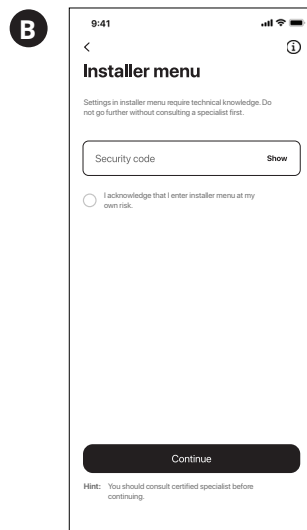 B
9:41
Installer menu
Settings in installer menu require technical knowledge. Do
not go further without consulting a specialist first.
Security code Show
I acknowledge that I enter installer menu at my
own risk.
Continue
Hint: You should consult certified specialist before
continuing.